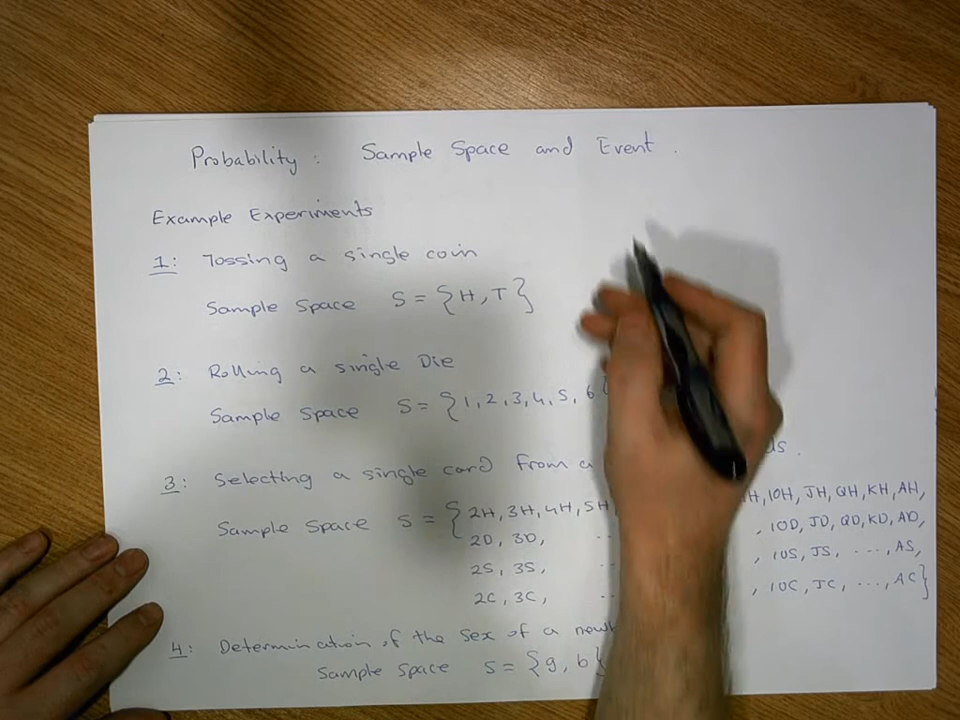 Probability : Sample Space and Event .
Example Experiments
1: Tossing a single coin
Sample Space S = {H, T}
2: Rolling a single Die
Sample Space S = {1, 2, 3, 4, 5, 6
3: Selecting a single card from a
Sample Space S = {2H, 3H, 4H, 5H H, 10H, JH, QH, KH, AH,
2D, 3D, , 10D, JD, QD, KD, AD,
2S, 3S, , 10S, JS, ..., AS,
2C, 3C, , 10C, JC, ..., AC}
4: Determination of the sex of a
Sample space S = {g, b}